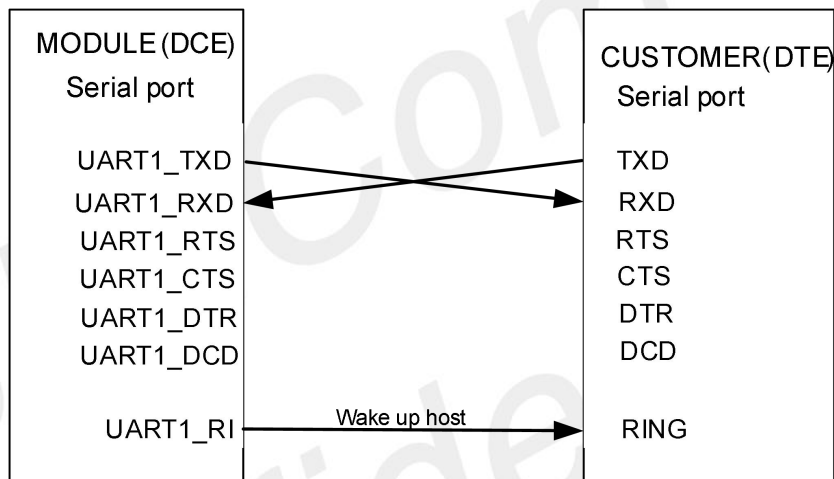 MODULE(DCE)
Serial port
UART1_TXD
UART1_RXD
UART1_RTS
UART1_CTS
UART1_DTR
UART1_DCD
UART1_RI
Wake up host
CUSTOMER(DTE)
Serial port
TXD
RXD
RTS
CTS
DTR
DCD
RING